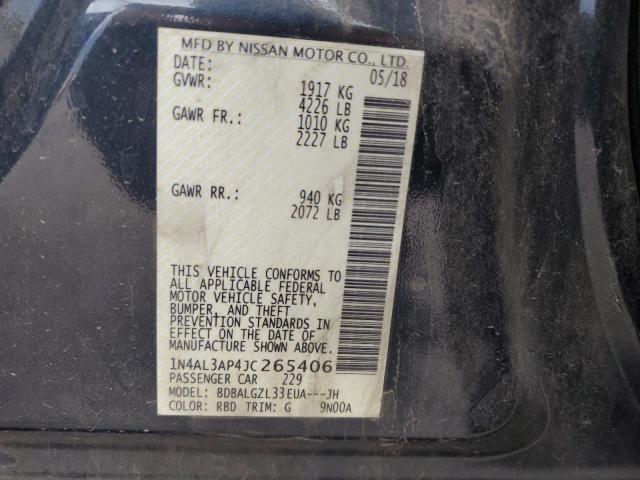 MFD BY NISSAN MOTOR CO., LTD.
DATE: 05/18
GVWR: 1917 KG
4226 LB
GAWR FR.: 1010 KG
2227 LB
GAWR RR.: 940 KG
2072 LB
THIS VEHICLE CONFORMS TO
ALL APPLICABLE FEDERAL
MOTOR VEHICLE SAFETY,
BUMPER, AND THEFT
PREVENTION STANDARDS IN
EFFECT ON THE DATE OF
MANUFACTURE SHOWN ABOVE.
1N4AL3AP4JC265406
PASSENGER CAR 229
MODEL: BDBALGZL33EUA---JH
COLOR: RBD TRIM: G 9N00A